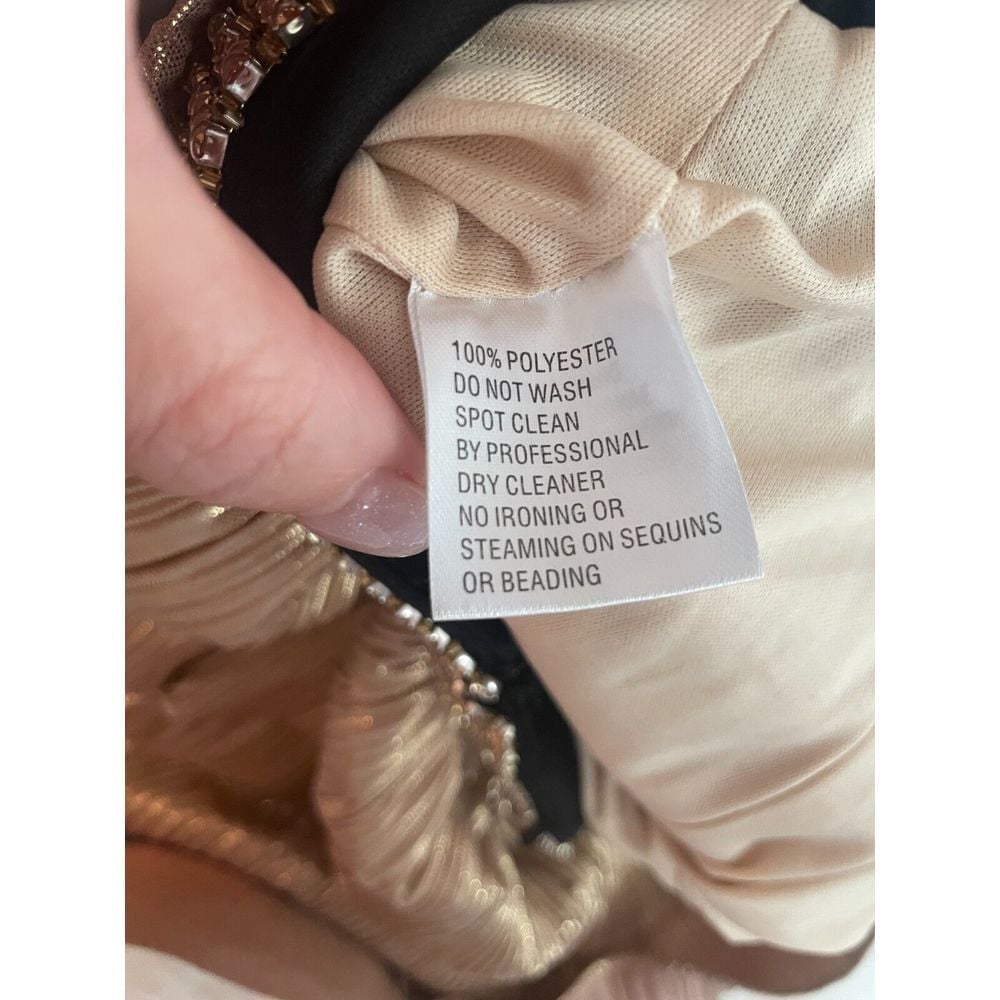 100% POLYESTER
DO NOT WASH
SPOT CLEAN
BY PROFESSIONAL
DRY CLEANER
NO IRONING OR
STEAMING ON SEQUINS
OR BEADING